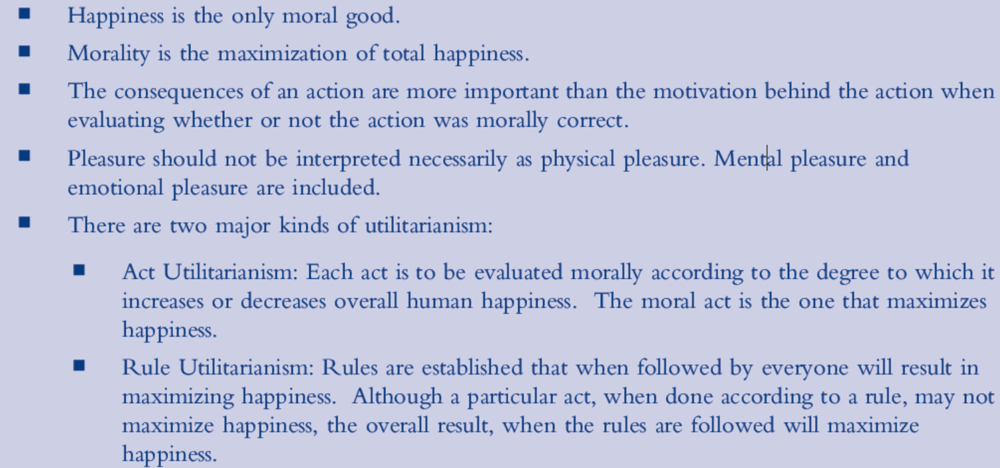 ■ Happiness is the only moral good.
■ Morality is the maximization of total happiness.
■ The consequences of an action are more important than the motivation behind the action when
evaluating whether or not the action was morally correct.
■ Pleasure should not be interpreted necessarily as physical pleasure. Mental pleasure and
emotional pleasure are included.
■ There are two major kinds of utilitarianism:
■ Act Utilitarianism: Each act is to be evaluated morally according to the degree to which it
increases or decreases overall human happiness.  The moral act is the one that maximizes
happiness.
■ Rule Utilitarianism: Rules are established that when followed by everyone will result in
maximizing happiness.  Although a particular act, when done according to a rule, may not
maximize happiness, the overall result, when the rules are followed will maximize
happiness.